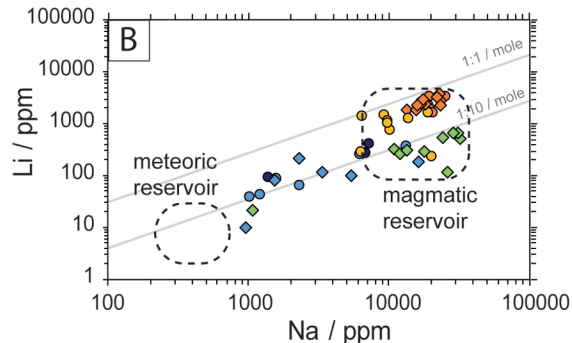 100000
B
1:1 / mole
10000
1:10 / mole
1000
Li / ppm
100
meteoric
reservoir
magmatic
reservoir
10
1
100
1000
10000
100000
Na / ppm